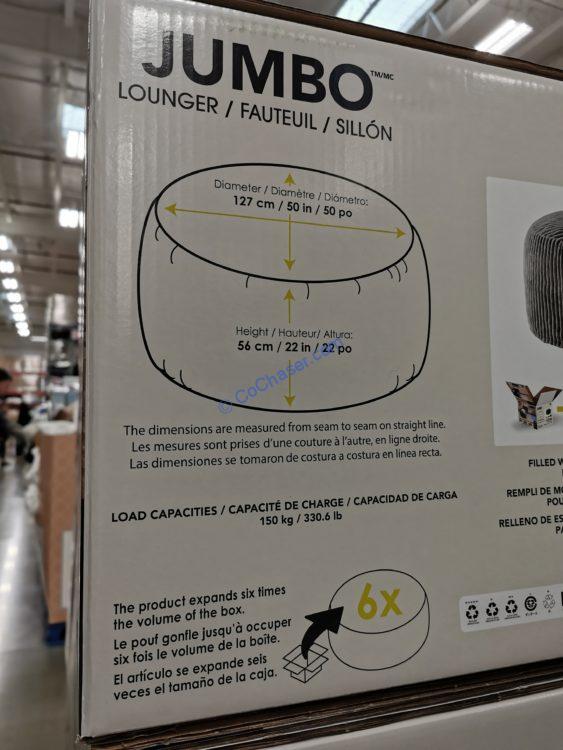 JUMBO TM/MC
LOUNGER / FAUTEUIL / SILLÓN
Diameter / Diamètre / Diámetro:
127 cm / 50 in / 50 po
Height / Hauteur/ Altura:
56 cm / 22 in / 22 po
© CoChaser.com
The dimensions are measured from seam to seam on straight line.
Les mesures sont prises d'une couture à l'autre, en ligne droite.
Las dimensiones se tomaron de costura a costura en línea recta.
LOAD CAPACITIES / CAPACITÉ DE CHARGE / CAPACIDAD DE CARGA
150 kg / 330.6 lb
The product expands six times
the volume of the box.
Le pouf gonfle jusqu'à occuper
six fois le volume de la boîte.
El artículo se expande seis
veces el tamaño de la caja.
6x
FILLED W
REMPLI DE MO
POU
RELLENO DE ES
PA